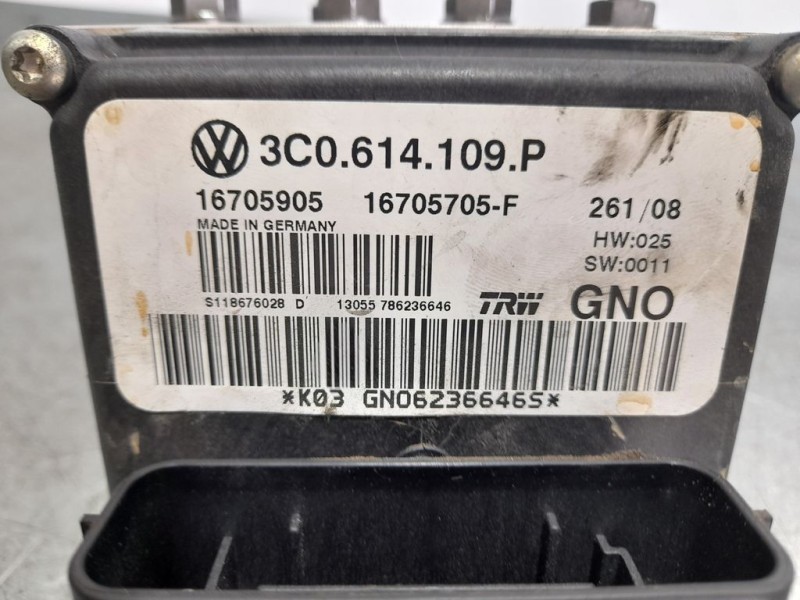 3C0.614.109.P
16705905 16705705-F 261/08
MADE IN GERMANY HW:025
SW:0011
S118676028 D 13055 786236646 TRW GNO
*K03 GNO6236646S*